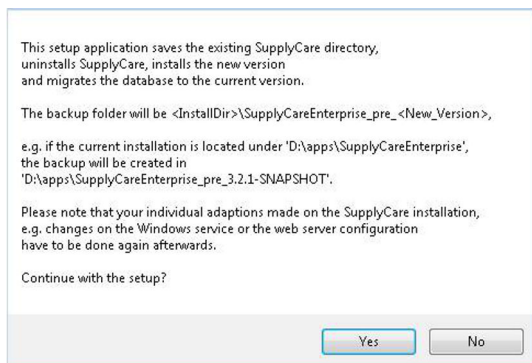 This setup application saves the existing SupplyCare directory,
uninstalls SupplyCare, installs the new version
and migrates the database to the current version.
The backup folder will be <InstallDir>\SupplyCareEnterprise_pre_<New_Version>,
e.g. if the current installation is located under 'D:\apps\SupplyCareEnterprise',
the backup will be created in
'D:\apps\SupplyCareEnterprise_pre_3.2.1-SNAPSHOT'.
Please note that your individual adaptions made on the SupplyCare installation,
e.g. changes on the Windows service or the web server configuration
have to be done again afterwards.
Continue with the setup?
Yes No